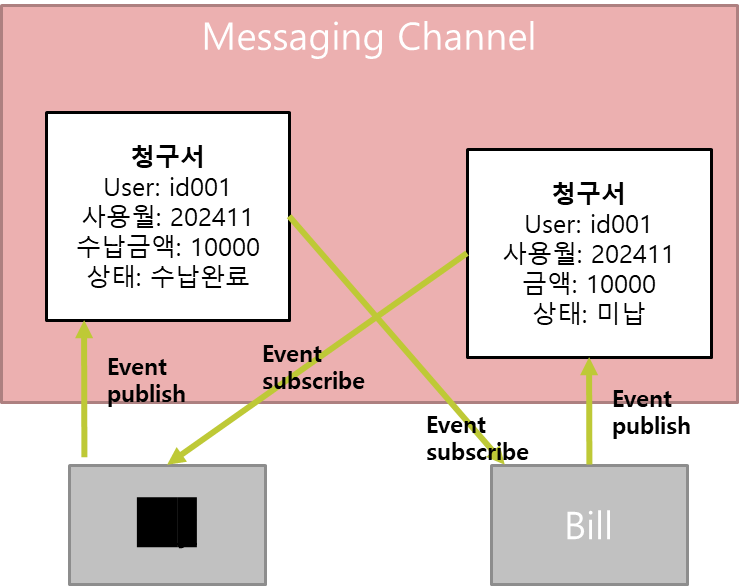 Messaging Channel
청구서
User: id001
사용월: 202411
수납금액: 10000
상태: 수납완료
청구서
User: id001
사용월: 202411
금액: 10000
상태: 미납
Event
publish
Event
subscribe
Event
subscribe
Event
publish
Bill